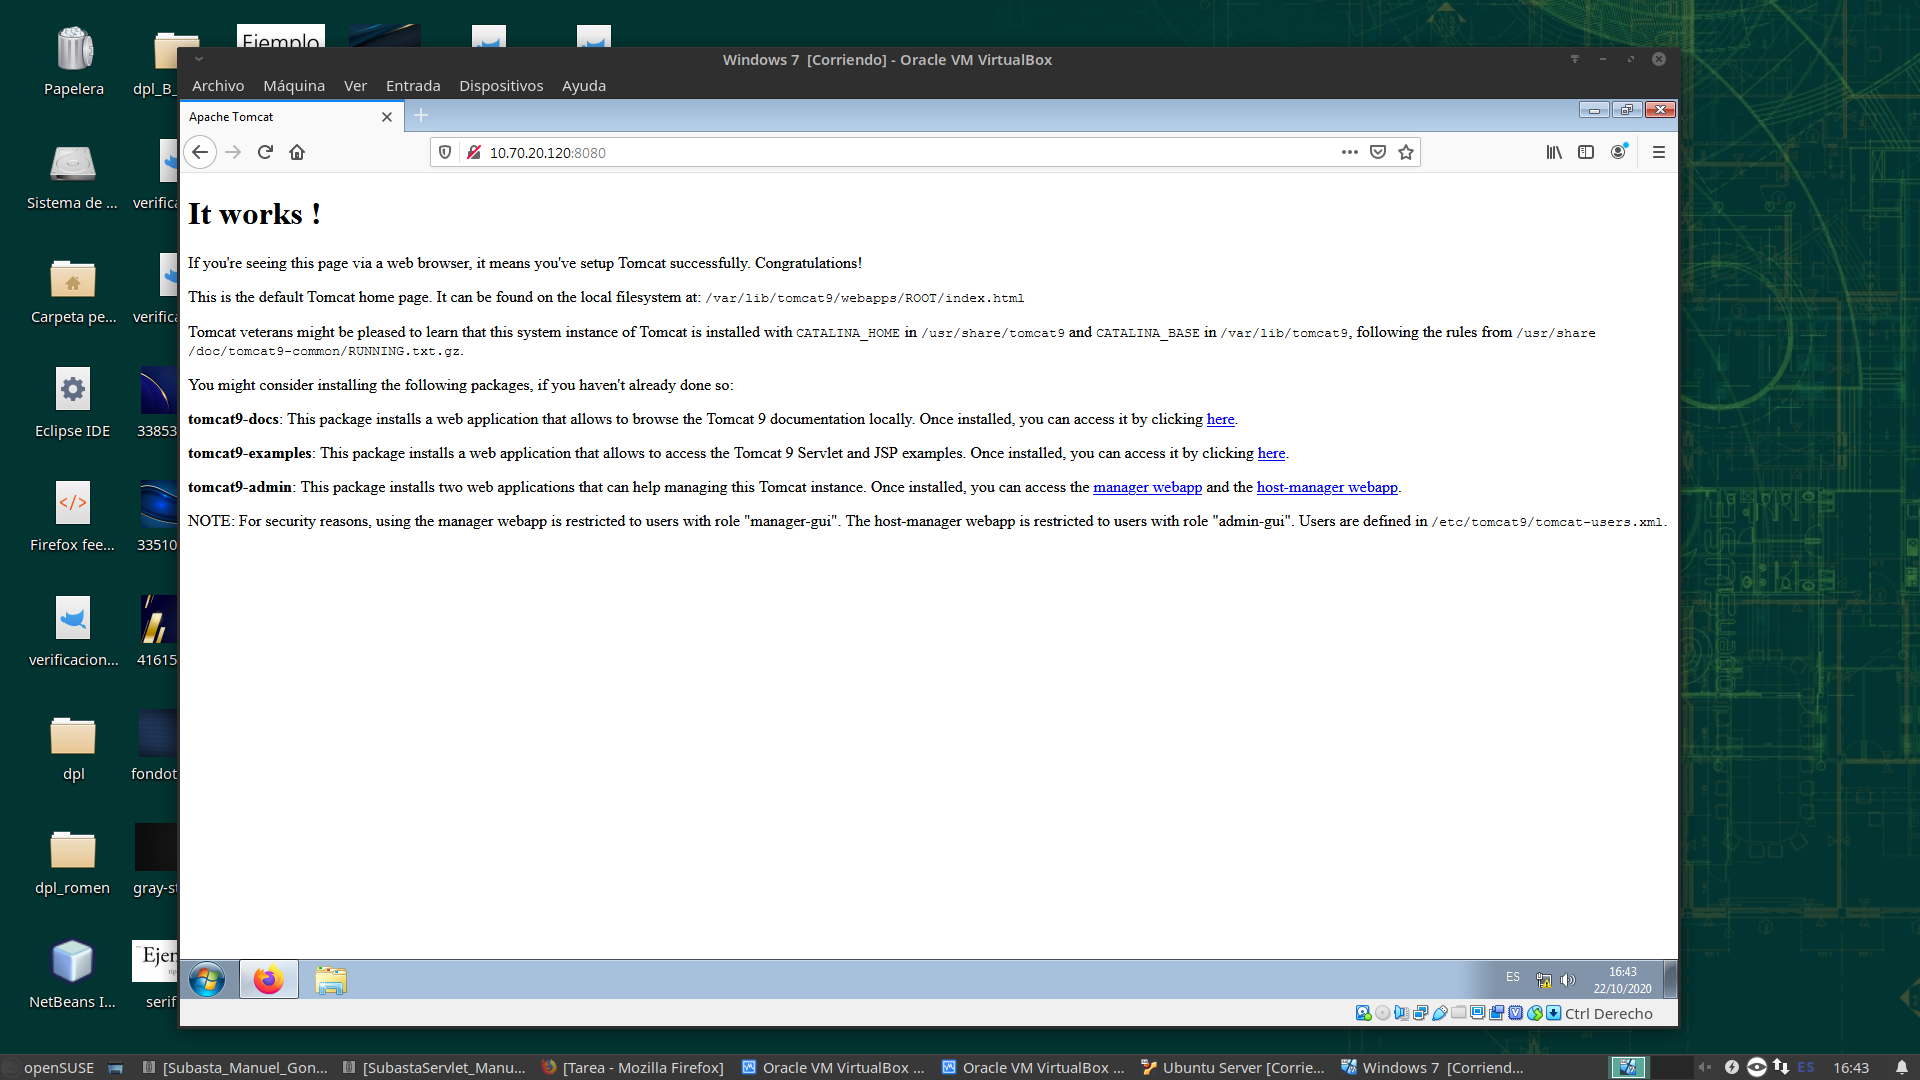 Ejemplo
Papelera
dpl_B_
Windows 7  [Corriendo] - Oracle VM VirtualBox
Archivo Máquina Ver Entrada Dispositivos Ayuda
Apache Tomcat
10.70.20.120:8080
It works !
If you're seeing this page via a web browser, it means you've setup Tomcat successfully. Congratulations!
This is the default Tomcat home page. It can be found on the local filesystem at: /var/lib/tomcat9/webapps/ROOT/index.html
Tomcat veterans might be pleased to learn that this system instance of Tomcat is installed with CATALINA_HOME in /usr/share/tomcat9 and CATALINA_BASE in /var/lib/tomcat9, following the rules from /usr/share
/doc/tomcat9-common/RUNNING.txt.gz.
You might consider installing the following packages, if you haven't already done so:
tomcat9-docs: This package installs a web application that allows to browse the Tomcat 9 documentation locally. Once installed, you can access it by clicking here.
tomcat9-examples: This package installs a web application that allows to access the Tomcat 9 Servlet and JSP examples. Once installed, you can access it by clicking here.
tomcat9-admin: This package installs two web applications that can help managing this Tomcat instance. Once installed, you can access the manager webapp and the host-manager webapp.
NOTE: For security reasons, using the manager webapp is restricted to users with role "manager-gui". The host-manager webapp is restricted to users with role "admin-gui". Users are defined in /etc/tomcat9/tomcat-users.xml.
Sistema de ...
verific
Carpeta pe...
verific
Eclipse IDE
33853
Firefox fee...
33510
verificacion...
41615
dpl
fondot
dpl_romen
gray-st
Ejem
NetBeans I...
serif
ES
16:43
22/10/2020
Ctrl Derecho
openSUSE
[Subasta_Manuel_Gon...
[SubastaServlet_Manu...
[Tarea - Mozilla Firefox]
Oracle VM VirtualBox ...
Oracle VM VirtualBox ...
Ubuntu Server [Corrie...
Windows 7  [Corriend...
ES
16:43
openSUSE